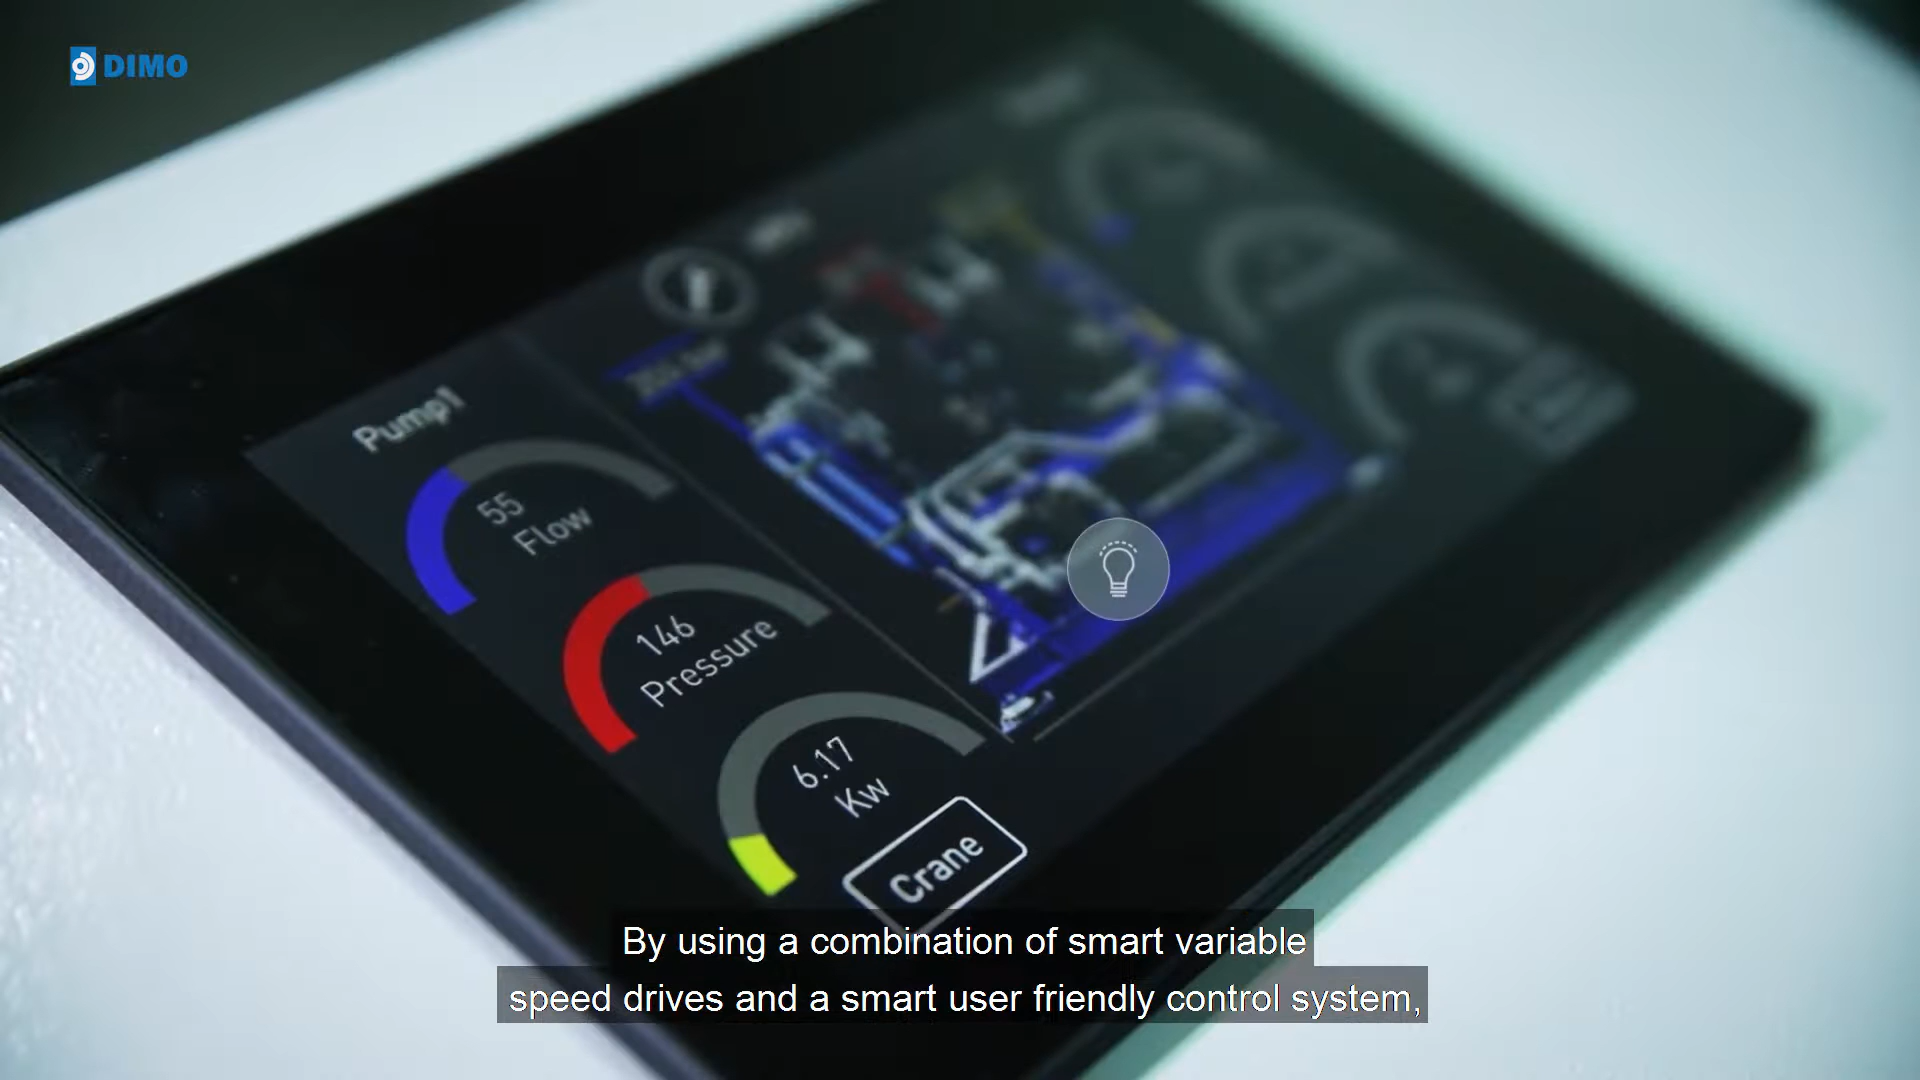 DIMO
Pump1
55
Flow
146
Pressure
6.17
Kw
Crane
By using a combination of smart variable
speed drives and a smart user friendly control system,